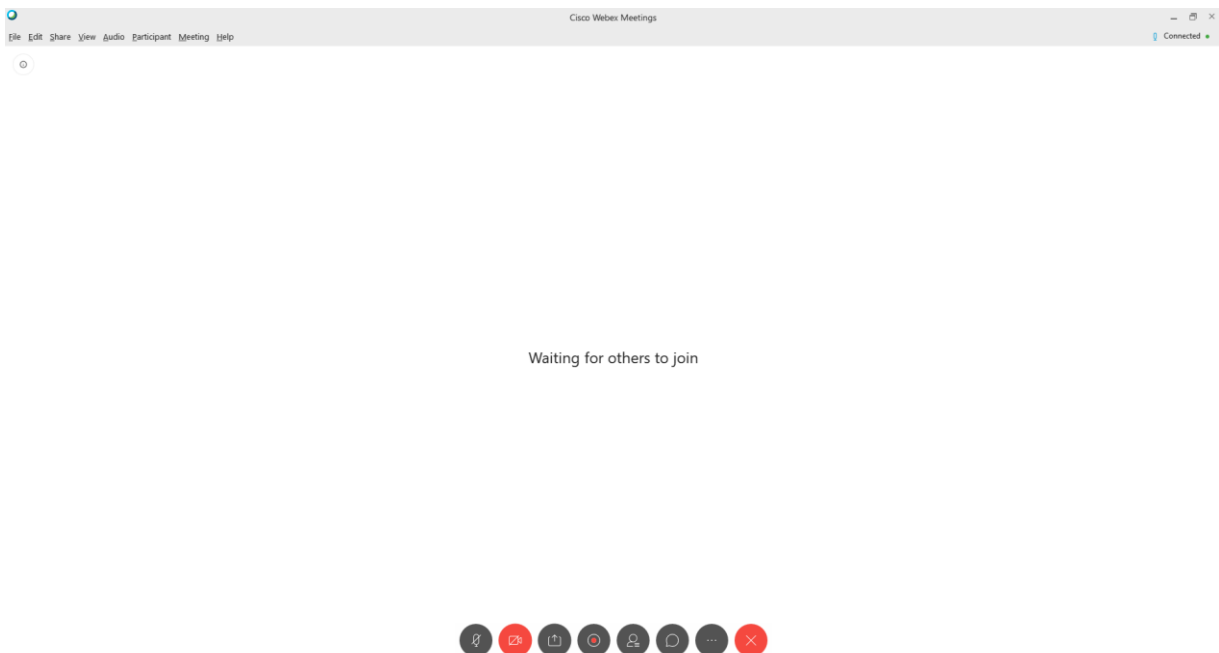 Cisco Webex Meetings
File Edit Share View Audio Participant Meeting Help
Connected
Waiting for others to join